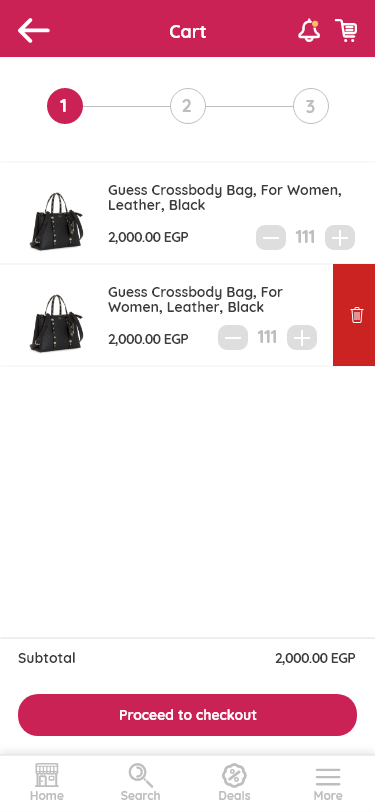 Cart
1 2 3
Guess Crossbody Bag, For Women,
Leather, Black
2,000.00 EGP 111
Guess Crossbody Bag, For
Women, Leather, Black
2,000.00 EGP 111
Subtotal 2,000.00 EGP
Proceed to checkout
Home Search Deals More